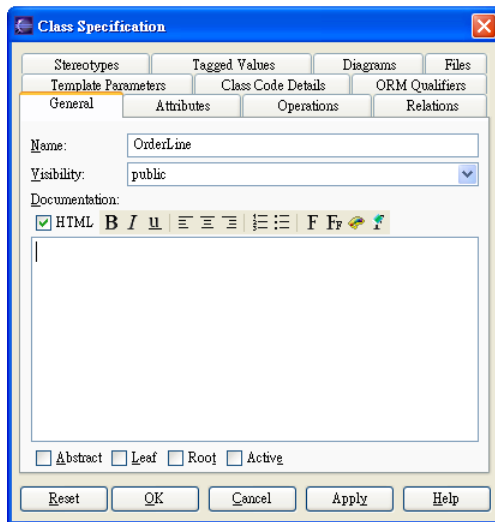 Class Specification
Stereotypes Tagged Values Diagrams Files
Template Parameters Class Code Details ORM Qualifiers
General Attributes Operations Relations
Name: OrderLine
Visibility: public
Documentation:
HTML B I u F FF
Abstract Leaf Root Active
Reset OK Cancel Apply Help